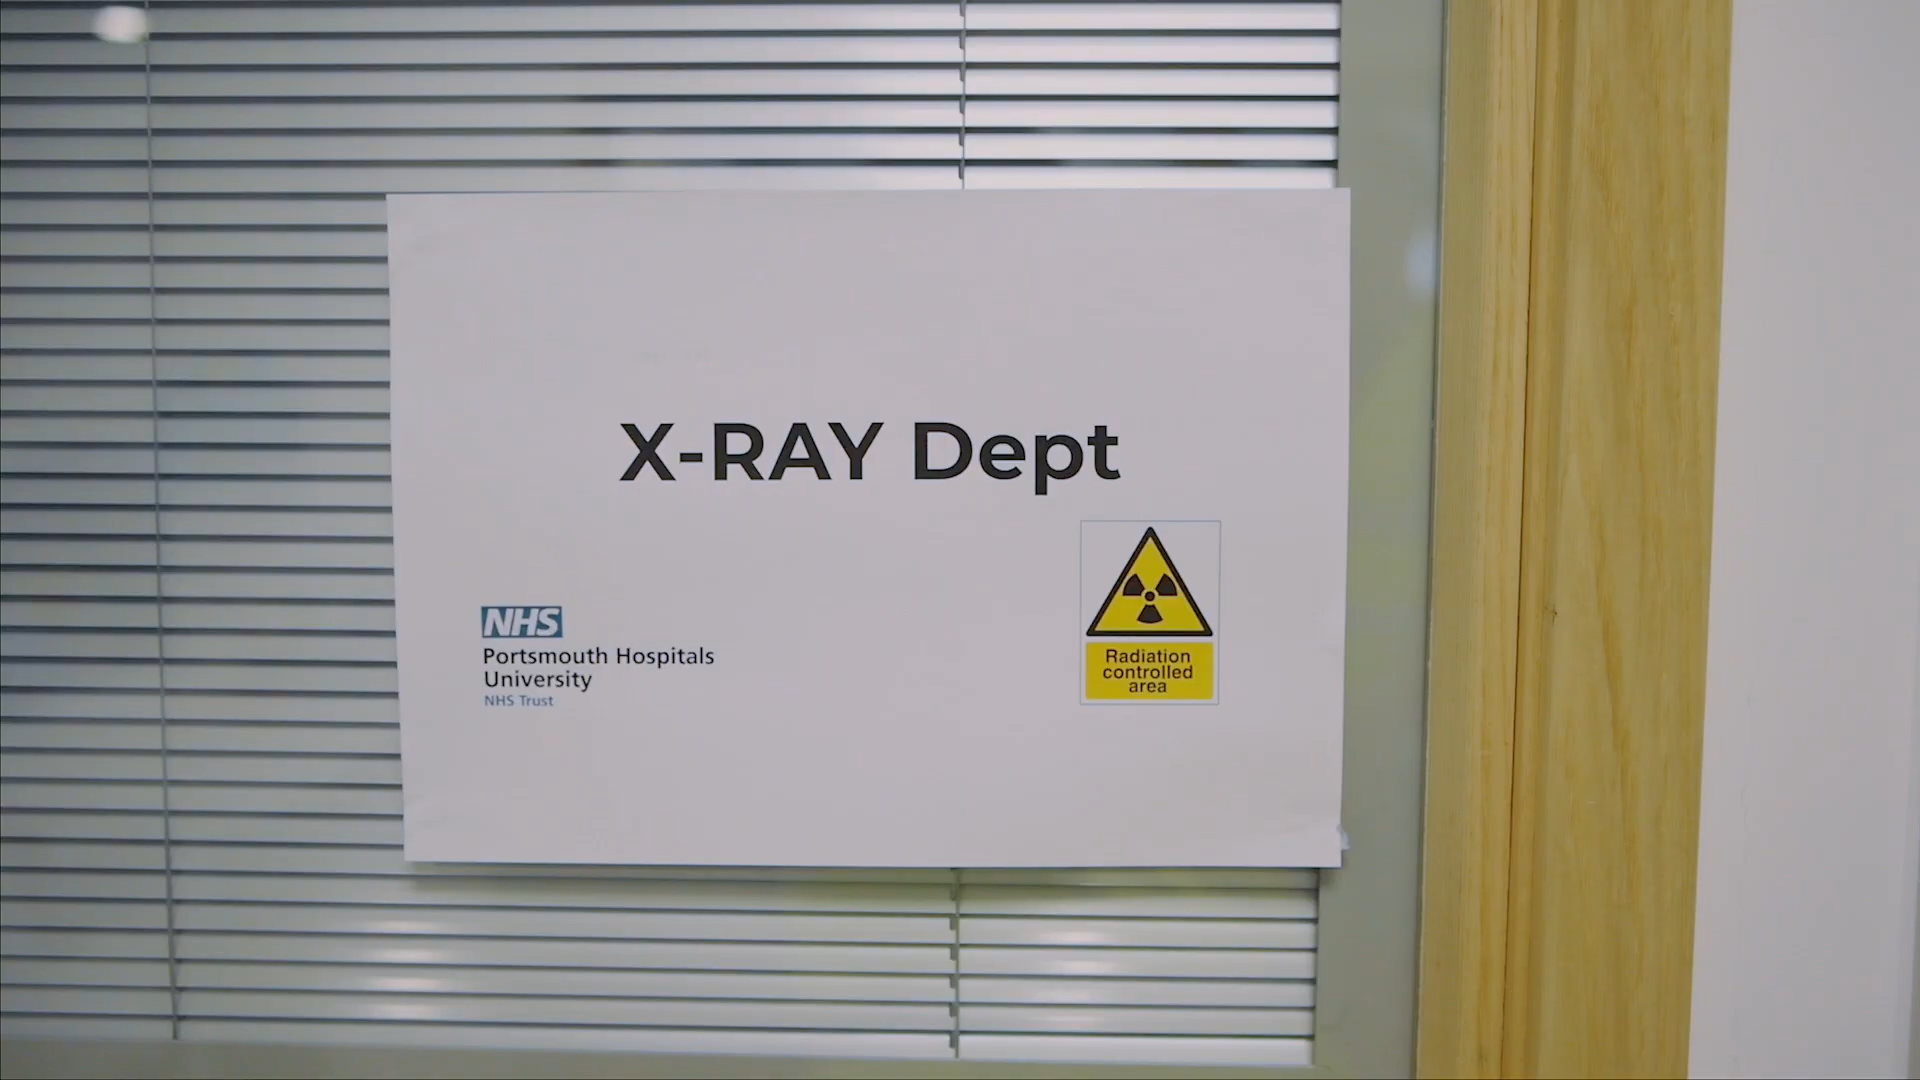 X-RAY Dept
NHS
Portsmouth Hospitals
University
NHS Trust
Radiation
controlled
area